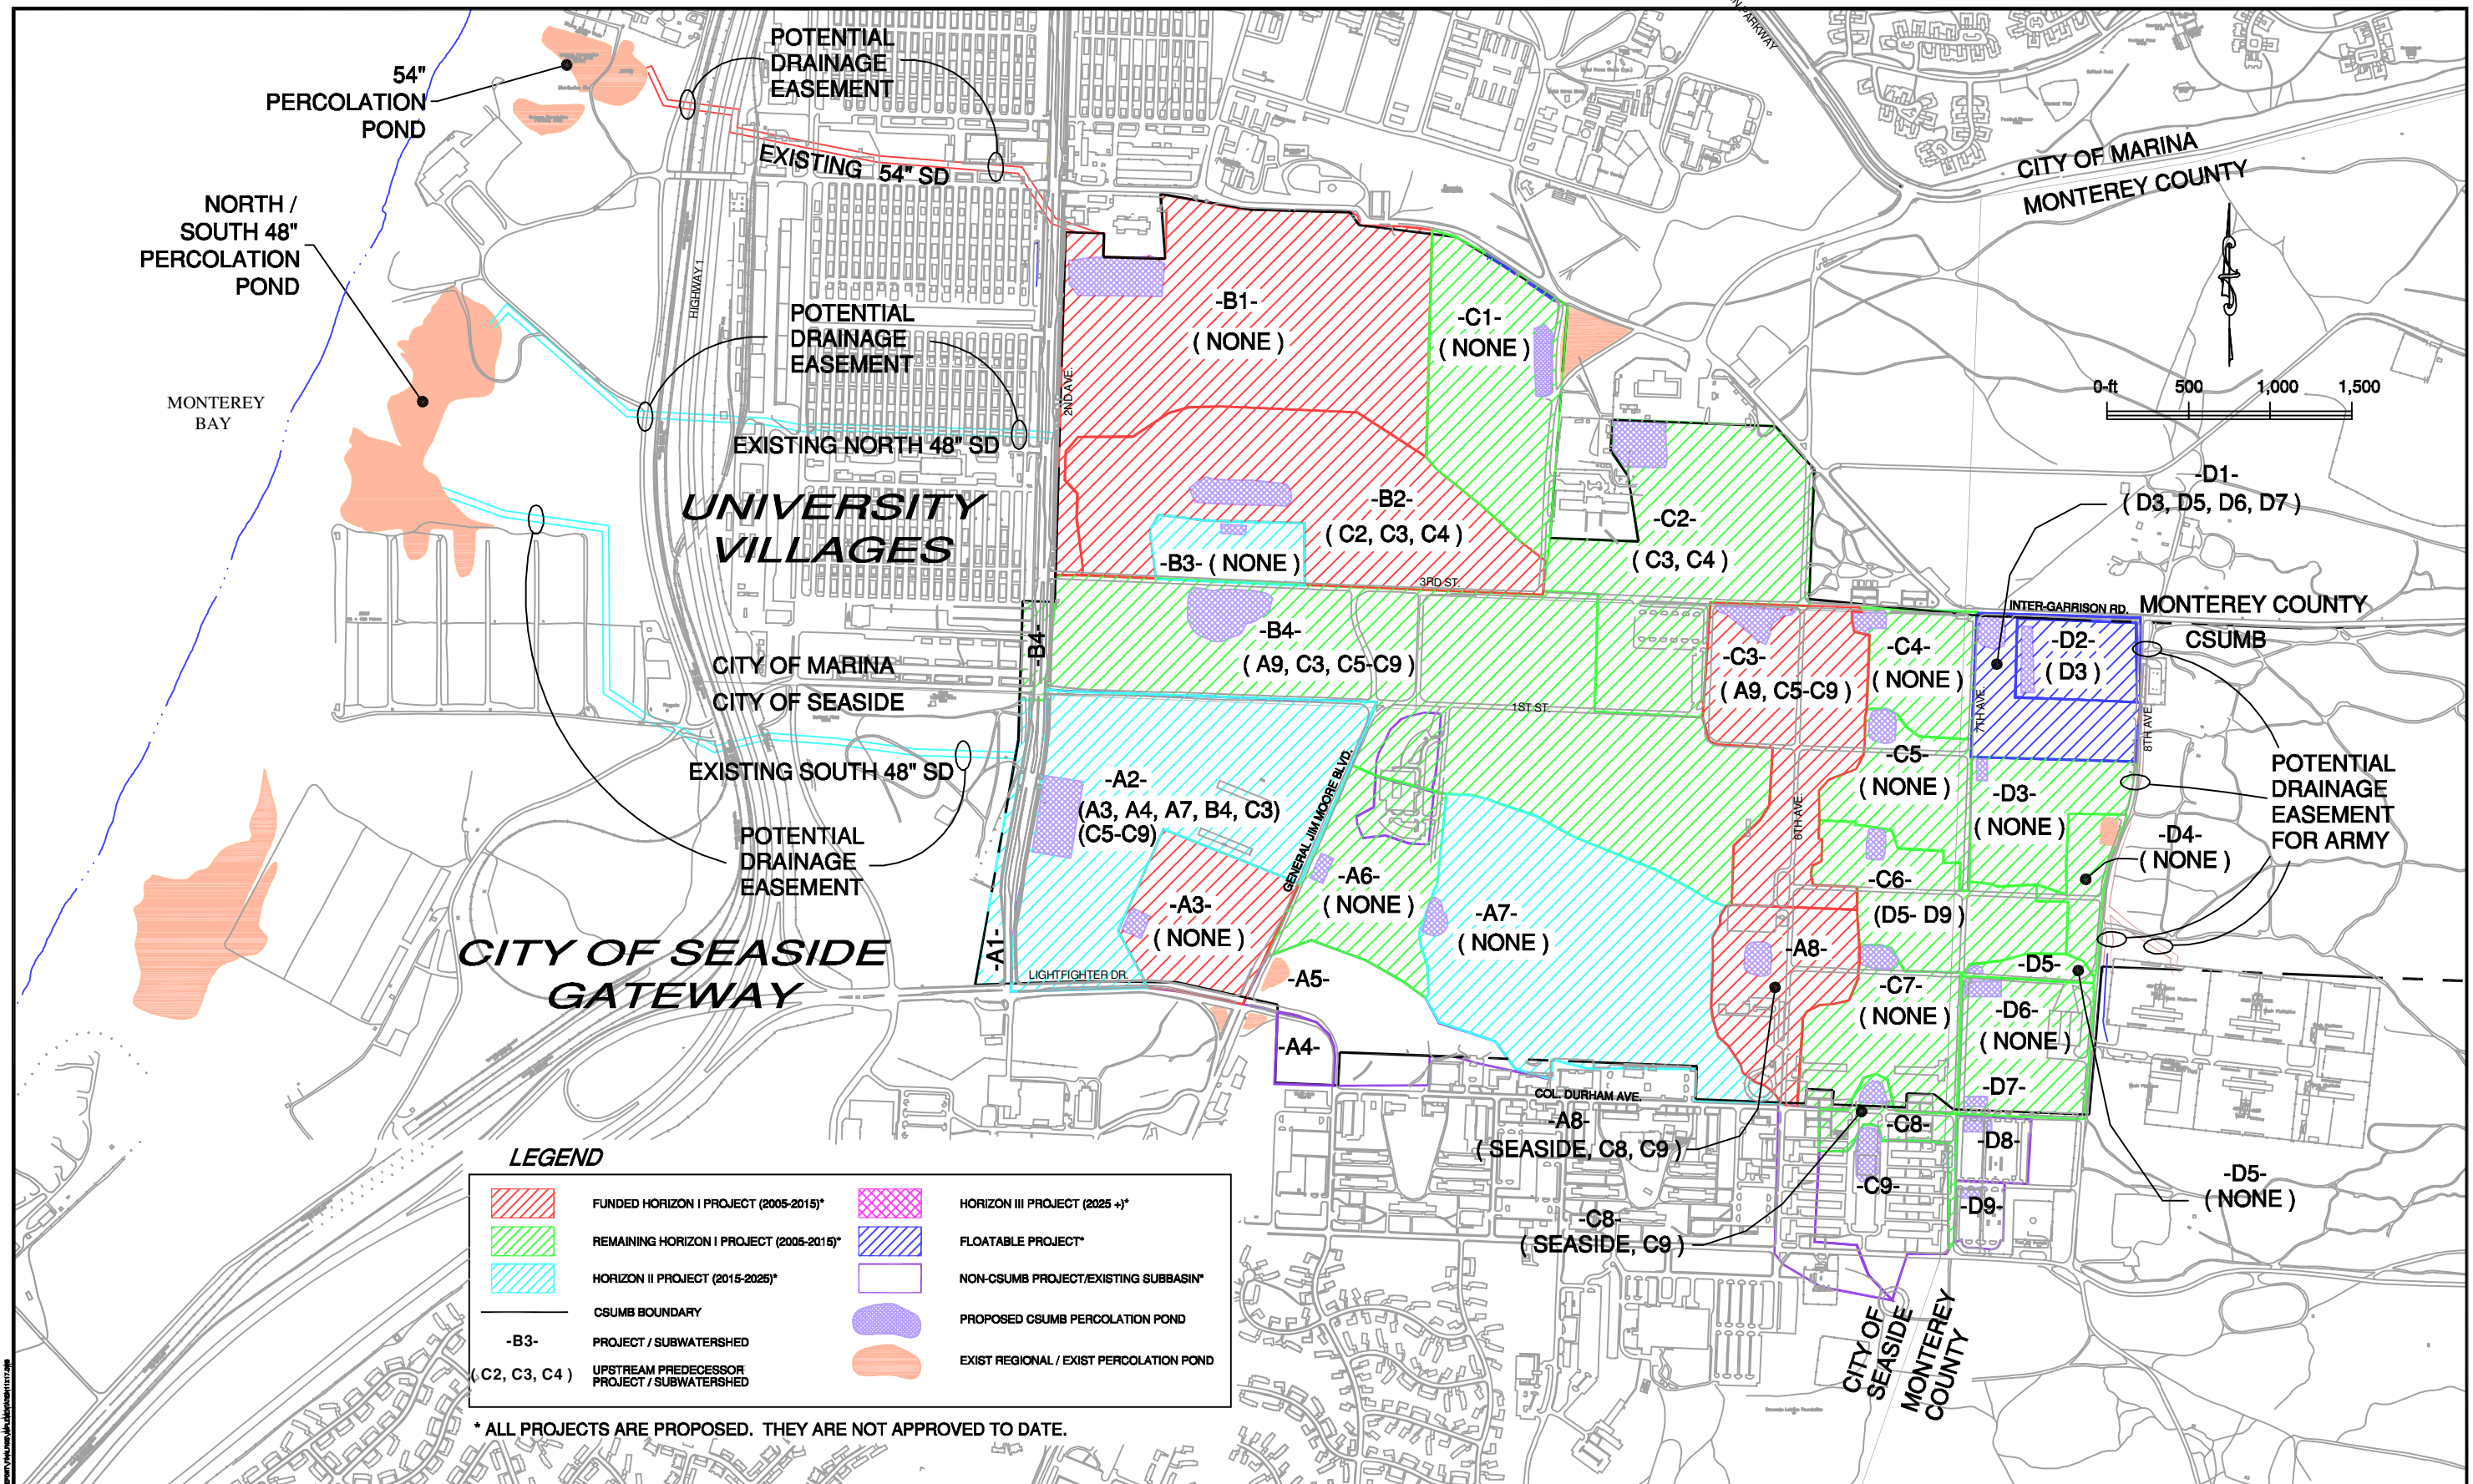 54"
PERCOLATION
POND
POTENTIAL
DRAINAGE
EASEMENT
EXISTING 54" SD
NORTH /
SOUTH 48"
PERCOLATION
POND
HIGHWAY 1
POTENTIAL
DRAINAGE
EASEMENT
MONTEREY
BAY
EXISTING NORTH 48" SD
UNIVERSITY
VILLAGES
2ND AVE.
-B1-
( NONE )
-C1-
( NONE )
-B2-
( C2, C3, C4 )
-B3- ( NONE )
3RD ST.
-C2-
( C3, C4 )
CITY OF MARINA
MONTEREY COUNTY
0-ft 500 1,000 1,500
-D1-
( D3, D5, D6, D7 )
INTER-GARRISON RD.
MONTEREY COUNTY
CSUMB
-B4-
-B4-
( A9, C3, C5-C9 )
-C3-
( A9, C5-C9 )
-C4-
( NONE )
-D2-
( D3 )
7TH AVE.
8TH AVE.
CITY OF MARINA
CITY OF SEASIDE
1ST ST.
EXISTING SOUTH 48" SD
-A2-
(A3, A4, A7, B4, C3)
(C5-C9)
GENERAL JIM MOORE BLVD.
6TH AVE.
-C5-
( NONE )
-D3-
( NONE )
POTENTIAL
DRAINAGE
EASEMENT
FOR ARMY
-D4-
( NONE )
POTENTIAL
DRAINAGE
EASEMENT
-A3-
( NONE )
-A6-
( NONE )
-A7-
( NONE )
-C6-
(D5- D9 )
-A8-
-A1-
CITY OF SEASIDE
GATEWAY
LIGHTFIGHTER DR.
-A5-
-D5-
-C7-
( NONE )
-D6-
( NONE )
-A4-
-D7-
COL. DURHAM AVE.
-A8-
( SEASIDE, C8, C9 )
-C8-
-D8-
-C9-
-D9-
-D5-
( NONE )
-C8-
( SEASIDE, C9 )
CITY OF
SEASIDE
MONTEREY
COUNTY
LEGEND
FUNDED HORIZON I PROJECT (2005-2015)*
REMAINING HORIZON I PROJECT (2005-2015)*
HORIZON II PROJECT (2015-2025)*
CSUMB BOUNDARY
-B3- PROJECT / SUBWATERSHED
( C2, C3, C4 ) UPSTREAM PREDECESSOR
PROJECT / SUBWATERSHED
HORIZON III PROJECT (2025 +)*
FLOATABLE PROJECT*
NON-CSUMB PROJECT/EXISTING SUBBASIN*
PROPOSED CSUMB PERCOLATION POND
EXIST REGIONAL / EXIST PERCOLATION POND
* ALL PROJECTS ARE PROPOSED. THEY ARE NOT APPROVED TO DATE.